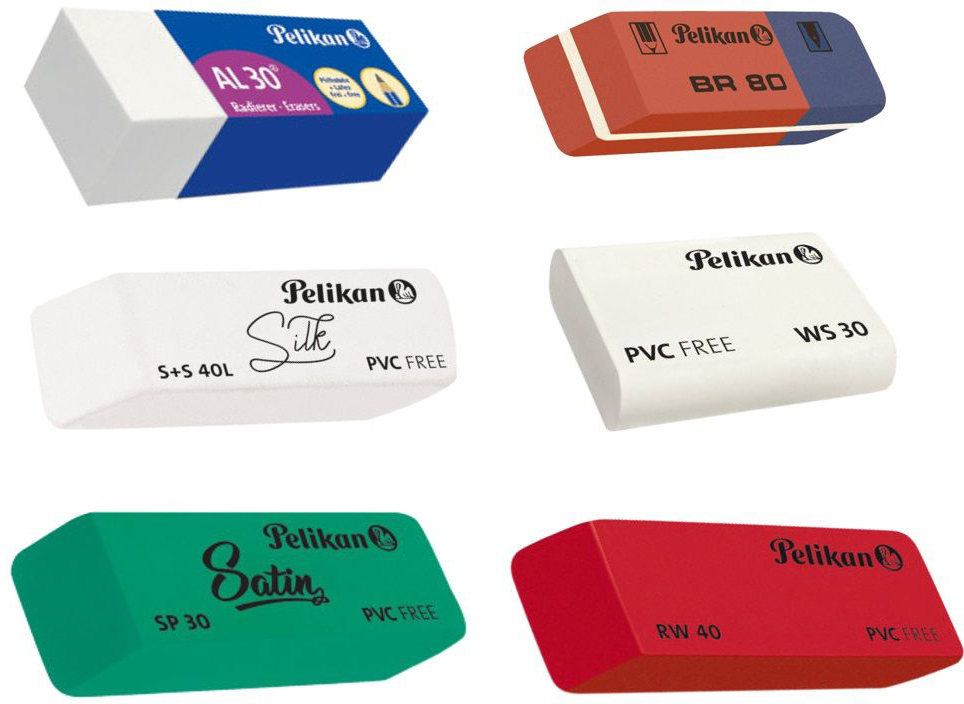 Pelikan
AL 30®
Radierer · Erasers
Pelikan
BR 80
Pelikan
Silk
S+S 40L
PVC FREE
Pelikan
PVC FREE
WS 30
Pelikan
Satin
SP 30
PVC FREE
Pelikan
RW 40
PVC FREE